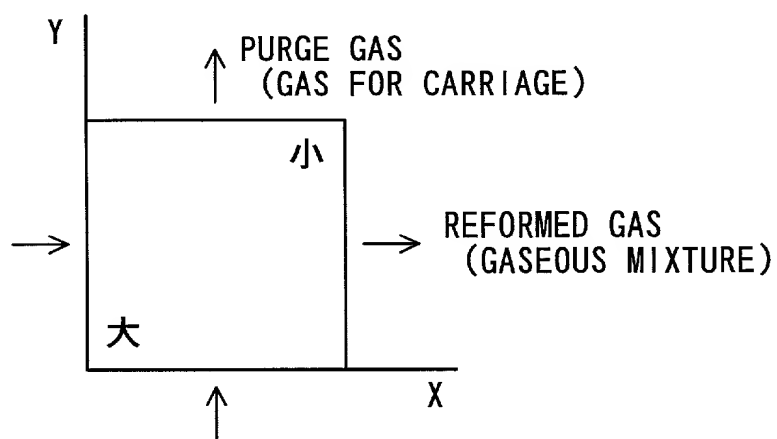 Y
PURGE GAS
(GAS FOR CARRIAGE)
小
REFORMED GAS
(GASEOUS MIXTURE)
大
X